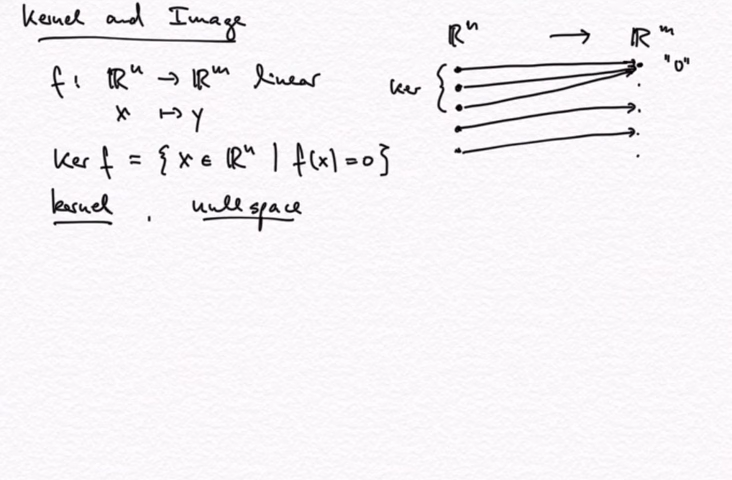 Kernel and Image
f: ℝⁿ → ℝᵐ linear
x ↦ y
Ker f = { x ∈ ℝⁿ | f(x) = 0 }
kernel , null space
ℝⁿ → ℝᵐ
"0"
Ker {